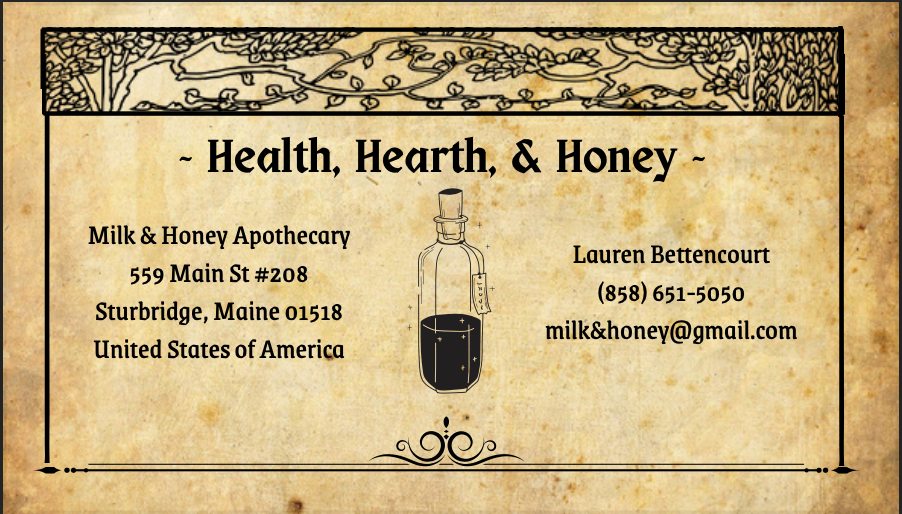 ~ Health, Hearth, & Honey ~
Milk & Honey Apothecary
559 Main St #208
Sturbridge, Maine 01518
United States of America
Lauren Bettencourt
(858) 651-5050
milk&honey@gmail.com